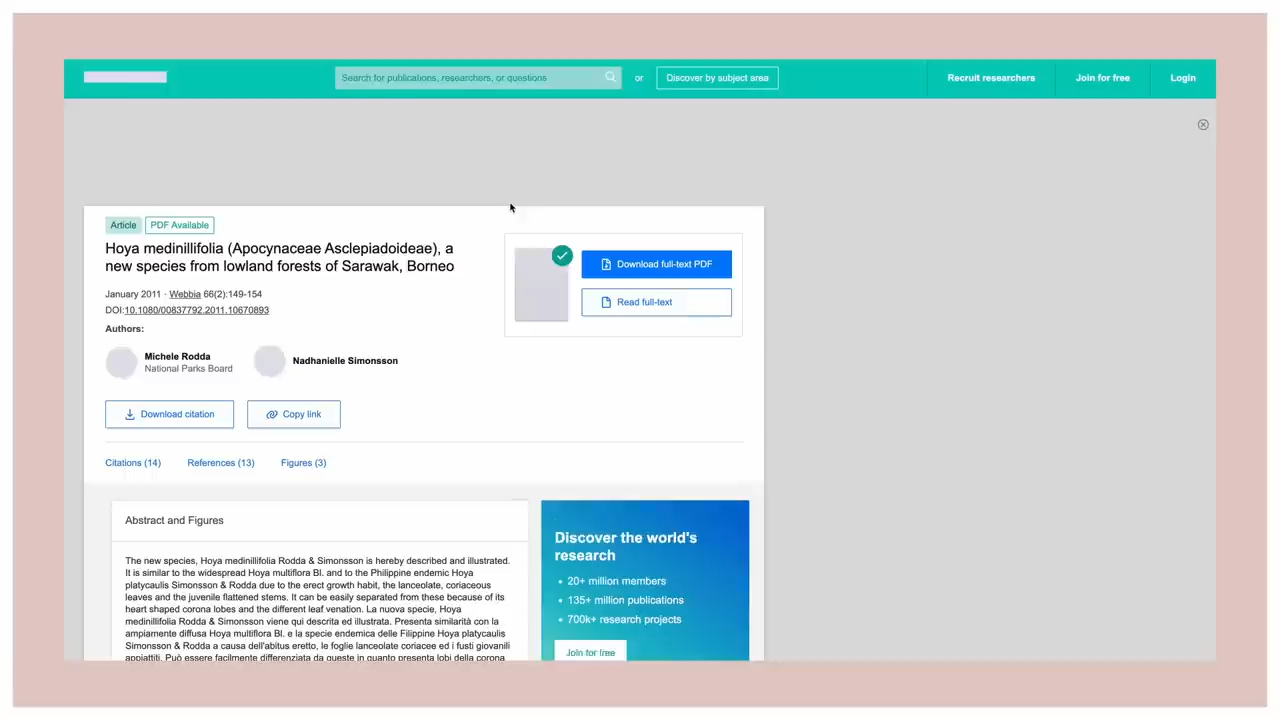 Search for publications, researchers, or questions
or
Discover by subject area
Recruit researchers
Join for free
Login
Article
PDF Available
Hoya medinillifolia (Apocynaceae Asclepiadoideae), a
new species from lowland forests of Sarawak, Borneo
January 2011 · Webbia 66(2):149-154
DOI:10.1080/00837792.2011.10670893
Authors:
Michele Rodda
National Parks Board
Nadhanielle Simonsson
Download full-text PDF
Read full-text
Download citation
Copy link
Citations (14)
References (13)
Figures (3)
Abstract and Figures
The new species, Hoya medinillifolia Rodda & Simonsson is hereby described and illustrated.
It is similar to the widespread Hoya multiflora Bl. and to the Philippine endemic Hoya
platycaulis Simonsson & Rodda due to the erect growth habit, the lanceolate, coriaceous
leaves and the juvenile flattened stems. It can be easily separated from these because of its
heart shaped corona lobes and the different leaf venation. La nuova specie, Hoya
medinillifolia Rodda & Simonsson viene qui descrita ed illustrata. Presenta similarità con la
ampiamente diffusa Hoya multiflora Bl. e la specie endemica delle Filippine Hoya platycaulis
Simonsson & Rodda a causa dell'abitus eretto, le foglie lanceolate coriacee ed i fusti giovanili
appiattiti. Può essere facilmente differenziata da queste in quanto presenta lobi della corona
Discover the world's
research
• 20+ million members
• 135+ million publications
• 700k+ research projects
Join for free